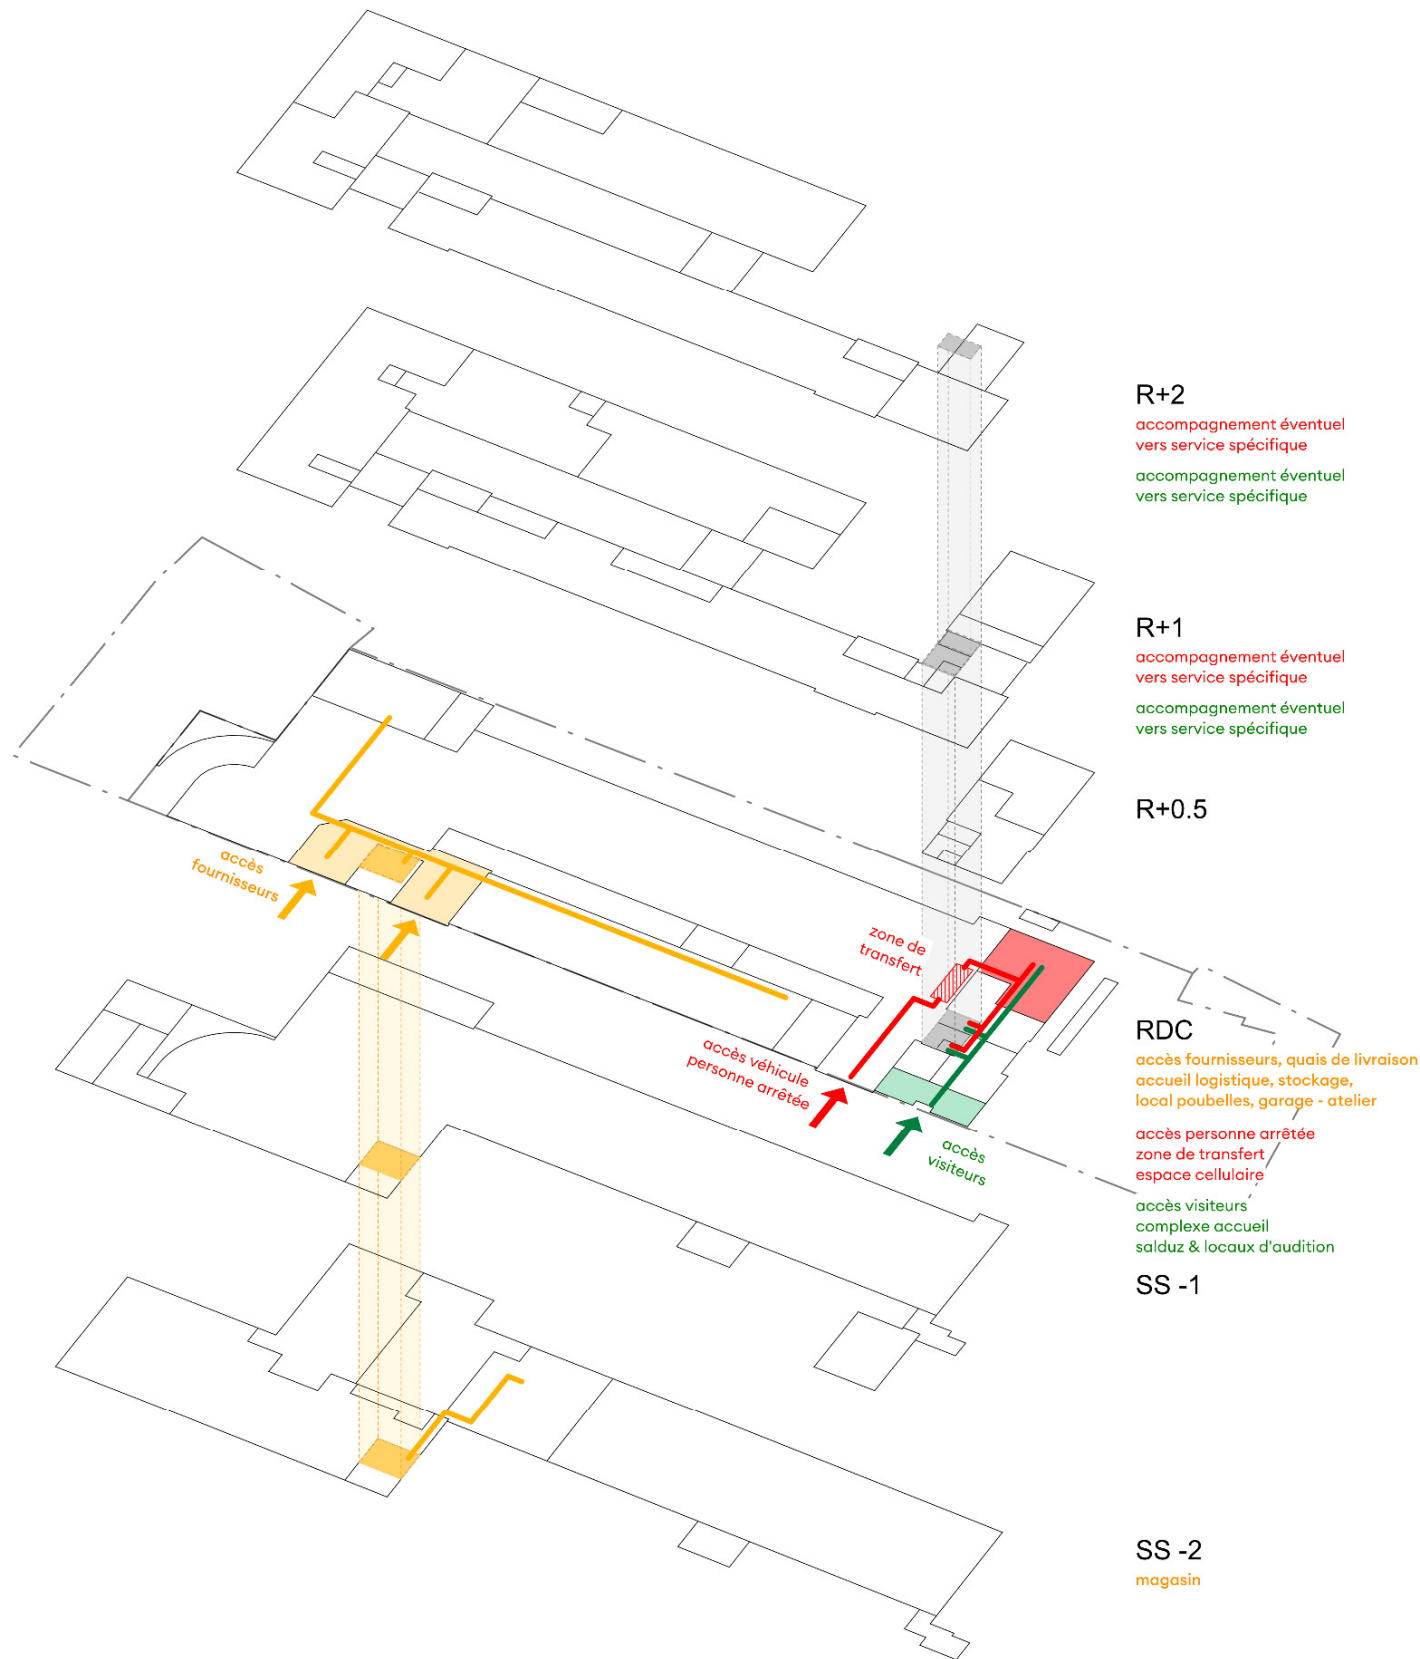 R+2
accompagnement éventuel
vers service spécifique
accompagnement éventuel
vers service spécifique
R+1
accompagnement éventuel
vers service spécifique
accompagnement éventuel
vers service spécifique
R+0.5
accès
fournisseurs
zone de
transfert
accès véhicule
personne arrêtée
accès
visiteurs
RDC
accès fournisseurs, quais de livraison
accueil logistique, stockage,
local poubelles, garage - atelier
accès personne arrêtée
zone de transfert
espace cellulaire
accès visiteurs
complexe accueil
salduz & locaux d'audition
SS -1
SS -2
magasin